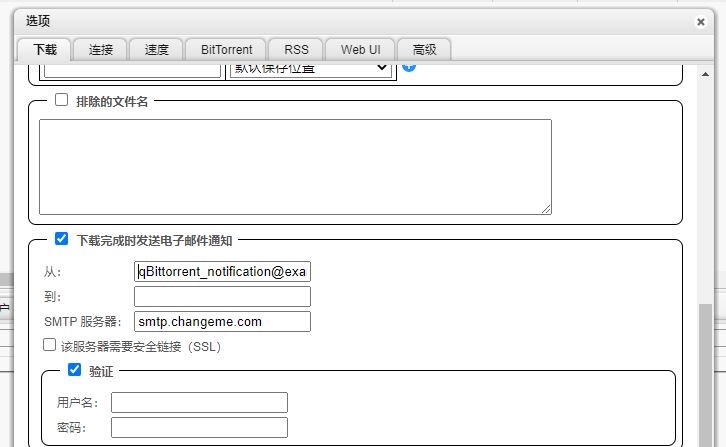 选项
下载 连接 速度 BitTorrent RSS Web UI 高级
默认保存位置
排除的文件名
下载完成时发送电子邮件通知
从: qBittorrent_notification@exa
到:
SMTP 服务器: smtp.changeme.com
该服务器需要安全链接（SSL）
验证
用户名:
密码: